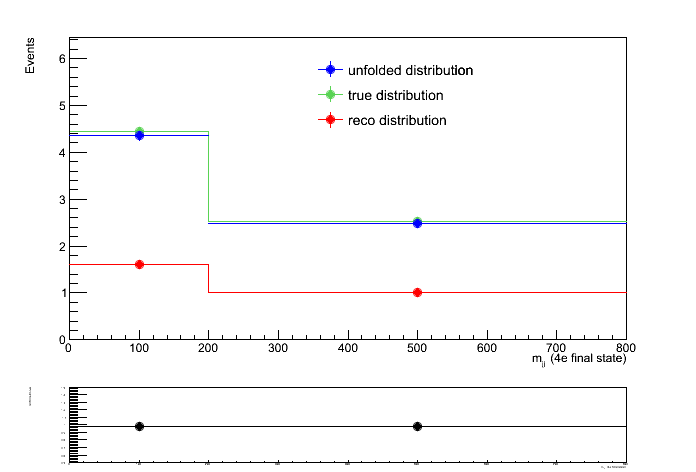 Events
6
unfolded distribution
true distribution
5
reco distribution
4
3
2
1
0
0 100 200 300 400 500 600 700 800
m_jj (4e final state)